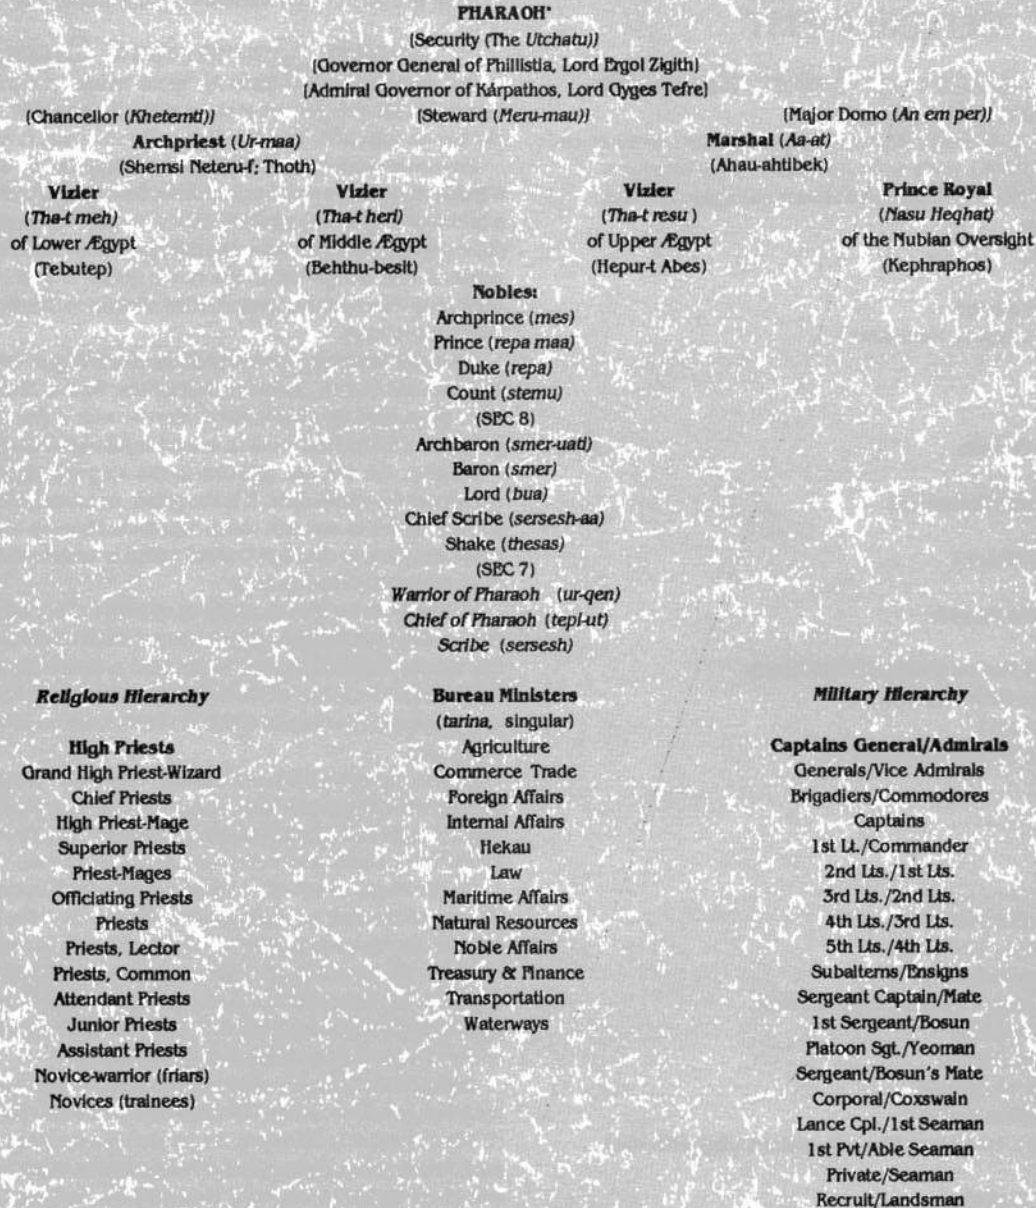 PHARAOH*
(Security (The Utchatu))
(Governor General of Phillistia, Lord Ergol Zigith)
(Admiral Governor of Kárpathos, Lord Gyges Tefre)
(Chancellor (Khetemti)) (Steward (Meru-mau)) (Major Domo (An em per))
Archpriest (Ur-maa) Marshal (Aa-at)
(Shemsi Neteru-f; Thoth) (Ahau-ahtibek)
Vizier Vizier Vizier Prince Royal
(Tha-t meh) (Tha-t heri) (Tha-t resu ) (Nasu Heqhat)
of Lower Ægypt of Middle Ægypt of Upper Ægypt of the Nubian Oversight
(Tebutep) (Behthu-besit) (Hepur-t Abes) (Kephraphos)
Nobles:
Archprince (mes)
Prince (repa maa)
Duke (repa)
Count (stemu)
(SEC 8)
Archbaron (smer-uati)
Baron (smer)
Lord (bua)
Chief Scribe (sersesh-aa)
Shake (thesas)
(SEC 7)
Warrior of Pharaoh (ur-qen)
Chief of Pharaoh (tepi-ut)
Scribe (sersesh)
Religious Hierarchy
High Priests
Grand High Priest-Wizard
Chief Priests
High Priest-Mage
Superior Priests
Priest-Mages
Officiating Priests
Priests
Priests, Lector
Priests, Common
Attendant Priests
Junior Priests
Assistant Priests
Novice-warrior (friars)
Novices (trainees)
Bureau Ministers
(tarina, singular)
Agriculture
Commerce Trade
Foreign Affairs
Internal Affairs
Hekau
Law
Maritime Affairs
Natural Resources
Noble Affairs
Treasury & Finance
Transportation
Waterways
Military Hierarchy
Captains General/Admirals
Generals/Vice Admirals
Brigadiers/Commodores
Captains
1st Lt./Commander
2nd Lts./1st Lts.
3rd Lts./2nd Lts.
4th Lts./3rd Lts.
5th Lts./4th Lts.
Subalterns/Ensigns
Sergeant Captain/Mate
1st Sergeant/Bosun
Platoon Sgt./Yeoman
Sergeant/Bosun's Mate
Corporal/Coxswain
Lance Cpl./1st Seaman
1st Pvt/Able Seaman
Private/Seaman
Recruit/Landsman